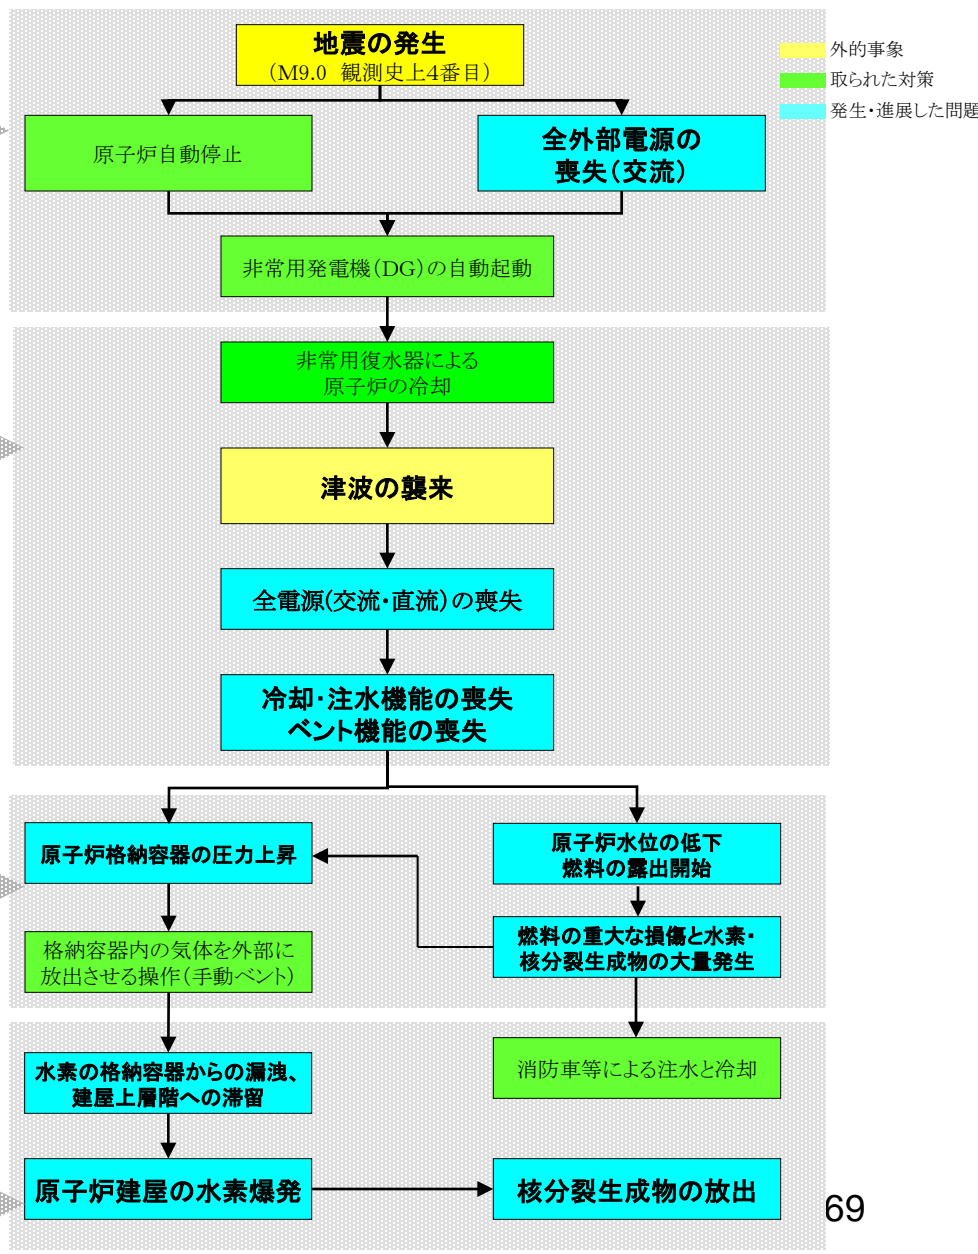 地震の発生
（M9.0 観測史上4番目）
外的事象
取られた対策
発生・進展した問題
原子炉自動停止
全外部電源の
喪失（交流）
非常用発電機（DG）の自動起動
非常用復水器による
原子炉の冷却
津波の襲来
全電源(交流・直流）の喪失
冷却・注水機能の喪失
ベント機能の喪失
原子炉格納容器の圧力上昇
原子炉水位の低下
燃料の露出開始
格納容器内の気体を外部に
放出させる操作（手動ベント）
燃料の重大な損傷と水素・
核分裂生成物の大量発生
水素の格納容器からの漏洩、
建屋上層階への滞留
消防車等による注水と冷却
原子炉建屋の水素爆発
核分裂生成物の放出
69